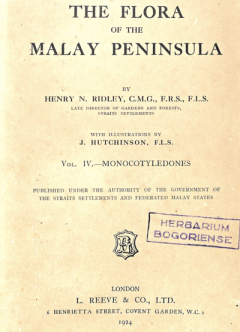 THE FLORA
OF THE
MALAY PENINSULA
BY
HENRY N. RIDLEY, C.M.G., F.R.S., F.L.S.
LATE DIRECTOR OF GARDENS AND FORESTS,
STRAITS SETTLEMENTS
WITH ILLUSTRATIONS BY
J. HUTCHINSON, F.L.S.
VOL. IV.—MONOCOTYLEDONES
PUBLISHED UNDER THE AUTHORITY OF THE GOVERNMENT OF
THE STRAITS SETTLEMENTS AND FEDERATED MALAY STATES
HERBARIUM
BOGORIENSE
LONDON
L. REEVE & CO., LTD.
6 HENRIETTA STREET, COVENT GARDEN, W.C. 2
1924